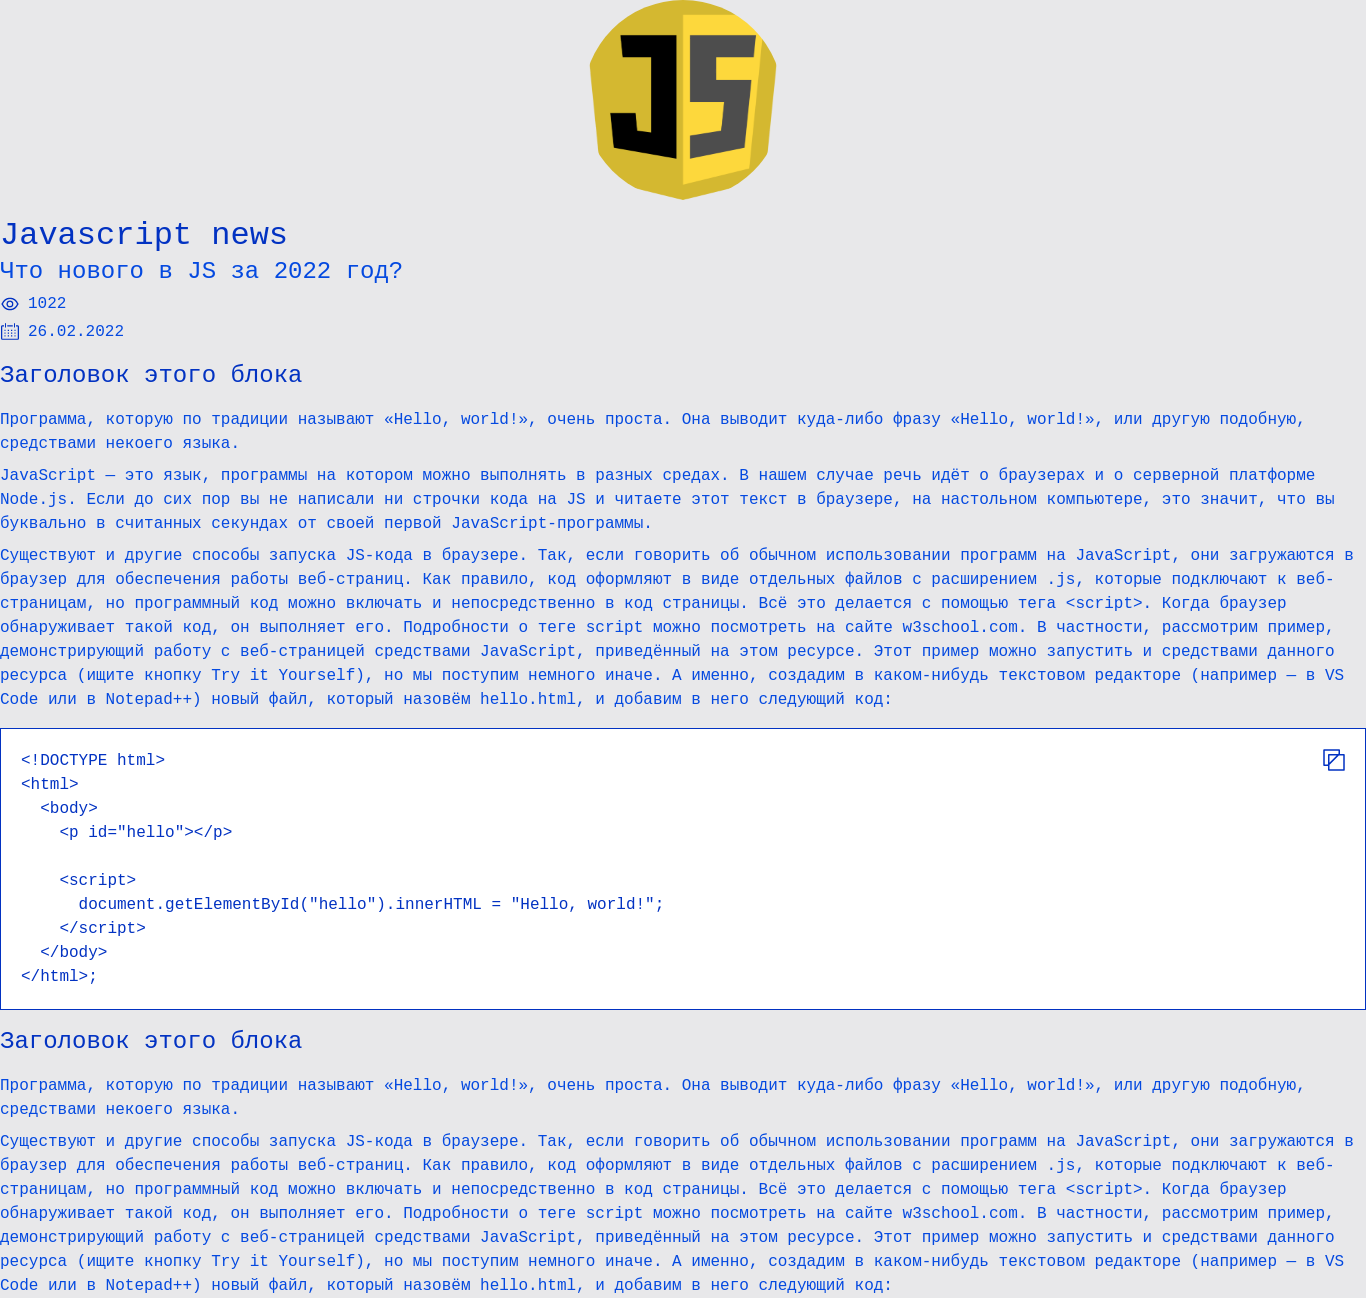 JS
Javascript news
Что нового в JS за 2022 год?
1022
26.02.2022
Заголовок этого блока
Программа, которую по традиции называют «Hello, world!», очень проста. Она выводит куда-либо фразу «Hello, world!», или другую подобную,
средствами некоего языка.
JavaScript — это язык, программы на котором можно выполнять в разных средах. В нашем случае речь идёт о браузерах и о серверной платформе
Node.js. Если до сих пор вы не написали ни строчки кода на JS и читаете этот текст в браузере, на настольном компьютере, это значит, что вы
буквально в считанных секундах от своей первой JavaScript-программы.
Существуют и другие способы запуска JS-кода в браузере. Так, если говорить об обычном использовании программ на JavaScript, они загружаются в
браузер для обеспечения работы веб-страниц. Как правило, код оформляют в виде отдельных файлов с расширением .js, которые подключают к веб-
страницам, но программный код можно включать и непосредственно в код страницы. Всё это делается с помощью тега <script>. Когда браузер
обнаруживает такой код, он выполняет его. Подробности о теге script можно посмотреть на сайте w3school.com. В частности, рассмотрим пример,
демонстрирующий работу с веб-страницей средствами JavaScript, приведённый на этом ресурсе. Этот пример можно запустить и средствами данного
ресурса (ищите кнопку Try it Yourself), но мы поступим немного иначе. А именно, создадим в каком-нибудь текстовом редакторе (например — в VS
Code или в Notepad++) новый файл, который назовём hello.html, и добавим в него следующий код:
<!DOCTYPE html>
<html>
  <body>
    <p id="hello"></p>
    <script>
      document.getElementById("hello").innerHTML = "Hello, world!";
    </script>
  </body>
</html>;
Заголовок этого блока
Программа, которую по традиции называют «Hello, world!», очень проста. Она выводит куда-либо фразу «Hello, world!», или другую подобную,
средствами некоего языка.
Существуют и другие способы запуска JS-кода в браузере. Так, если говорить об обычном использовании программ на JavaScript, они загружаются в
браузер для обеспечения работы веб-страниц. Как правило, код оформляют в виде отдельных файлов с расширением .js, которые подключают к веб-
страницам, но программный код можно включать и непосредственно в код страницы. Всё это делается с помощью тега <script>. Когда браузер
обнаруживает такой код, он выполняет его. Подробности о теге script можно посмотреть на сайте w3school.com. В частности, рассмотрим пример,
демонстрирующий работу с веб-страницей средствами JavaScript, приведённый на этом ресурсе. Этот пример можно запустить и средствами данного
ресурса (ищите кнопку Try it Yourself), но мы поступим немного иначе. А именно, создадим в каком-нибудь текстовом редакторе (например — в VS
Code или в Notepad++) новый файл, который назовём hello.html, и добавим в него следующий код: